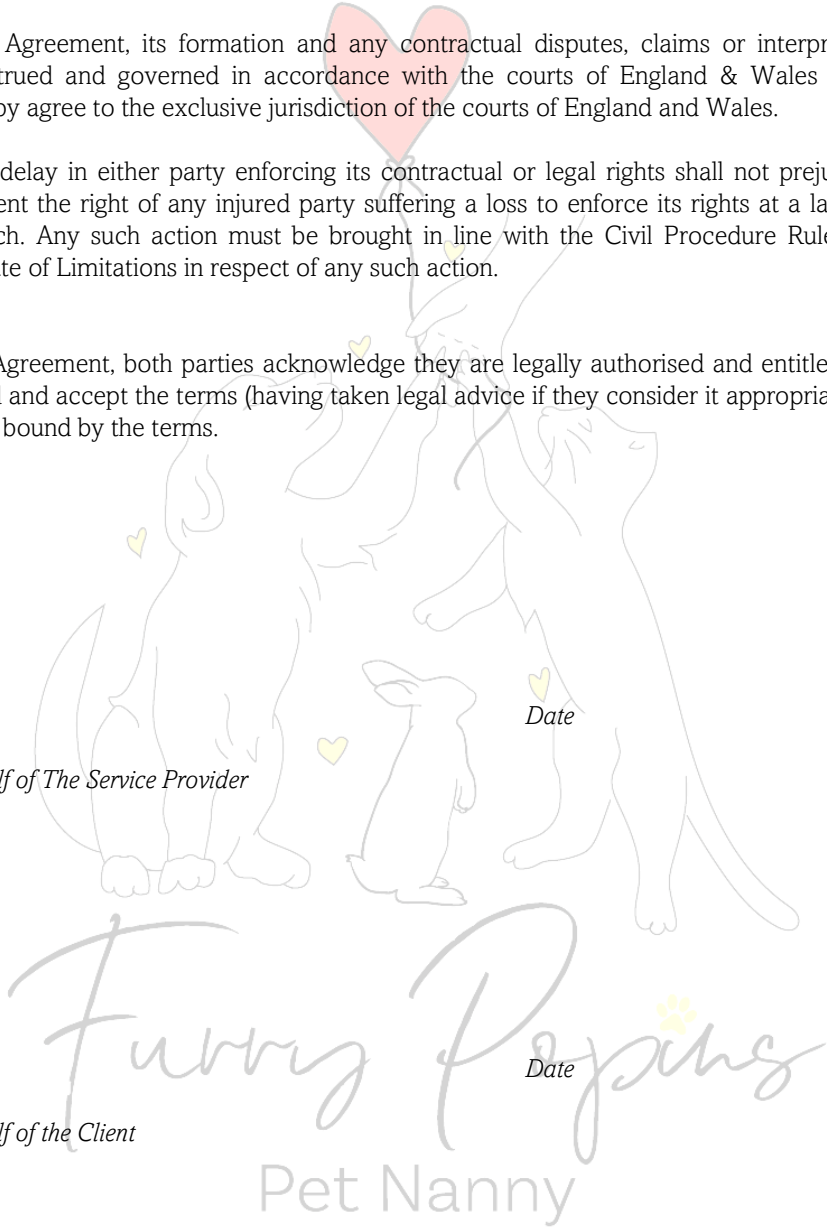 Agreement, its formation and any contractual disputes, claims or interpr
trued and governed in accordance with the courts of England & Wales
by agree to the exclusive jurisdiction of the courts of England and Wales.
delay in either party enforcing its contractual or legal rights shall not preju
ent the right of any injured party suffering a loss to enforce its rights at a la
ch. Any such action must be brought in line with the Civil Procedure Rule
te of Limitations in respect of any such action.
Agreement, both parties acknowledge they are legally authorised and entitle
l and accept the terms (having taken legal advice if they consider it appropria
bound by the terms.
Date
lf of The Service Provider
Furry Popins
Date
lf of the Client
Pet Nanny